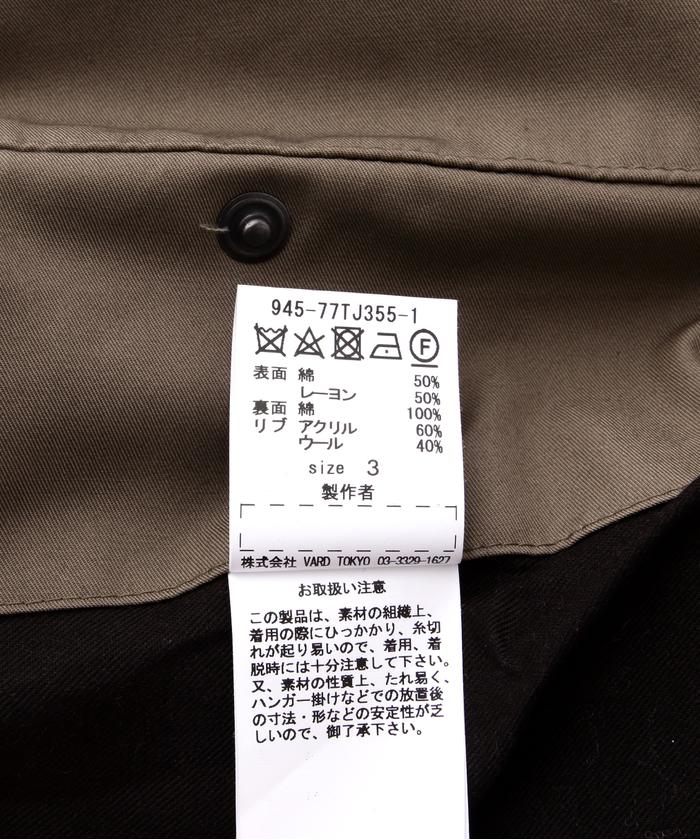 945-77TJ355-1
F
表面 綿 50%
レーヨン 50%
裏面 綿 100%
リブ アクリル 60%
ウール 40%
size 3
製作者
株式会社 VARD TOKYO 03-3329-1627
お取扱い注意
この製品は、素材の組織上、
着用の際にひっかかり、糸切
れが起り易いので、着用、着
脱時には十分注意して下さい。
又、素材の性質上、たれ易く、
ハンガー掛けなどでの放置後
の寸法・形などの安定性が乏
しいので、御了承下さい。